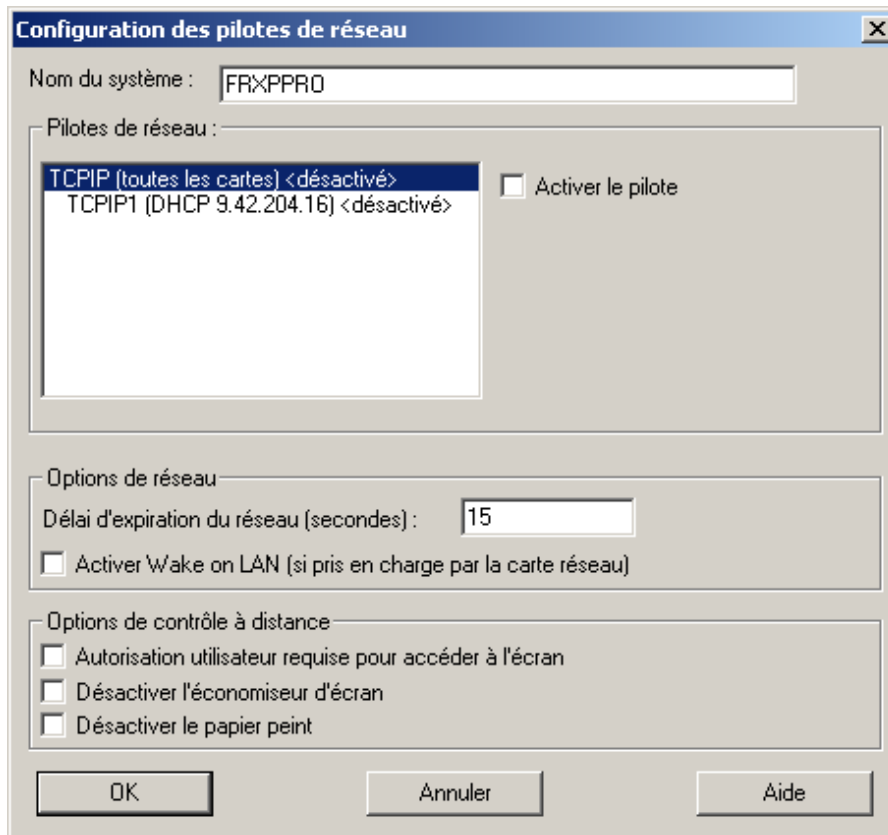 Configuration des pilotes de réseau
Nom du système : FRXPPRO
Pilotes de réseau :
TCPIP (toutes les cartes) <désactivé>
Activer le pilote
TCPIP1 (DHCP 9.42.204.16) <désactivé>
Options de réseau
Délai d'expiration du réseau (secondes) : 15
Activer Wake on LAN (si pris en charge par la carte réseau)
Options de contrôle à distance
Autorisation utilisateur requise pour accéder à l'écran
Désactiver l'économiseur d'écran
Désactiver le papier peint
OK Annuler Aide